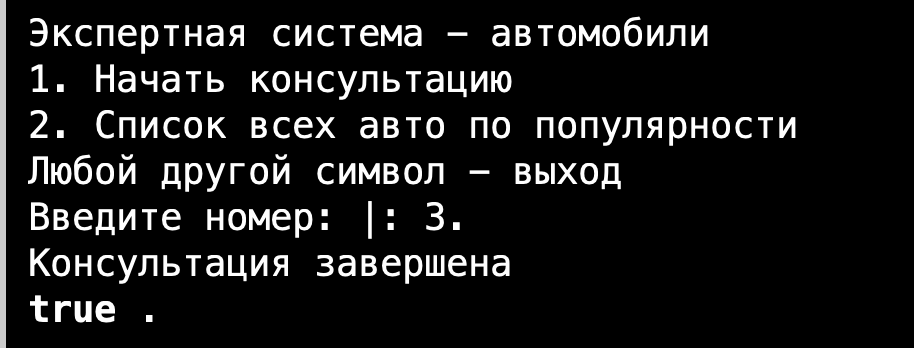 Экспертная система – автомобили
1. Начать консультацию
2. Список всех авто по популярности
Любой другой символ – выход
Введите номер: |: 3.
Консультация завершена
true .